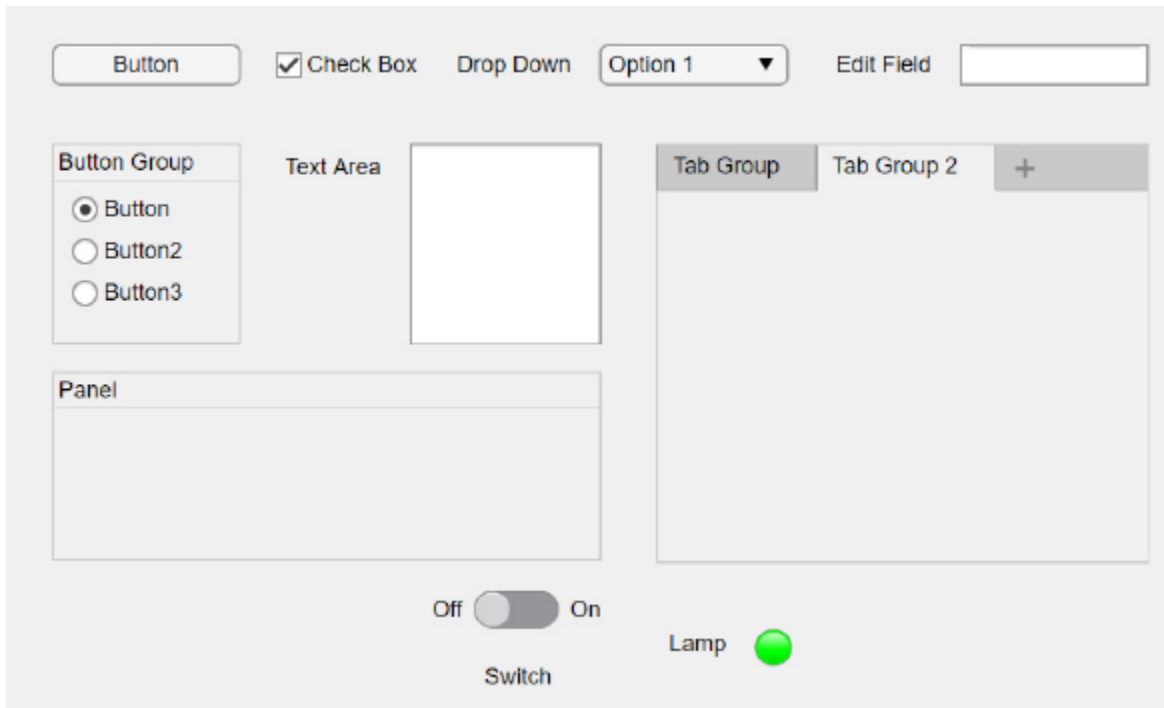 Button
Check Box
Drop Down
Option 1
Edit Field
Button Group
Button
Button2
Button3
Text Area
Tab Group
Tab Group 2
+
Panel
Off
On
Switch
Lamp